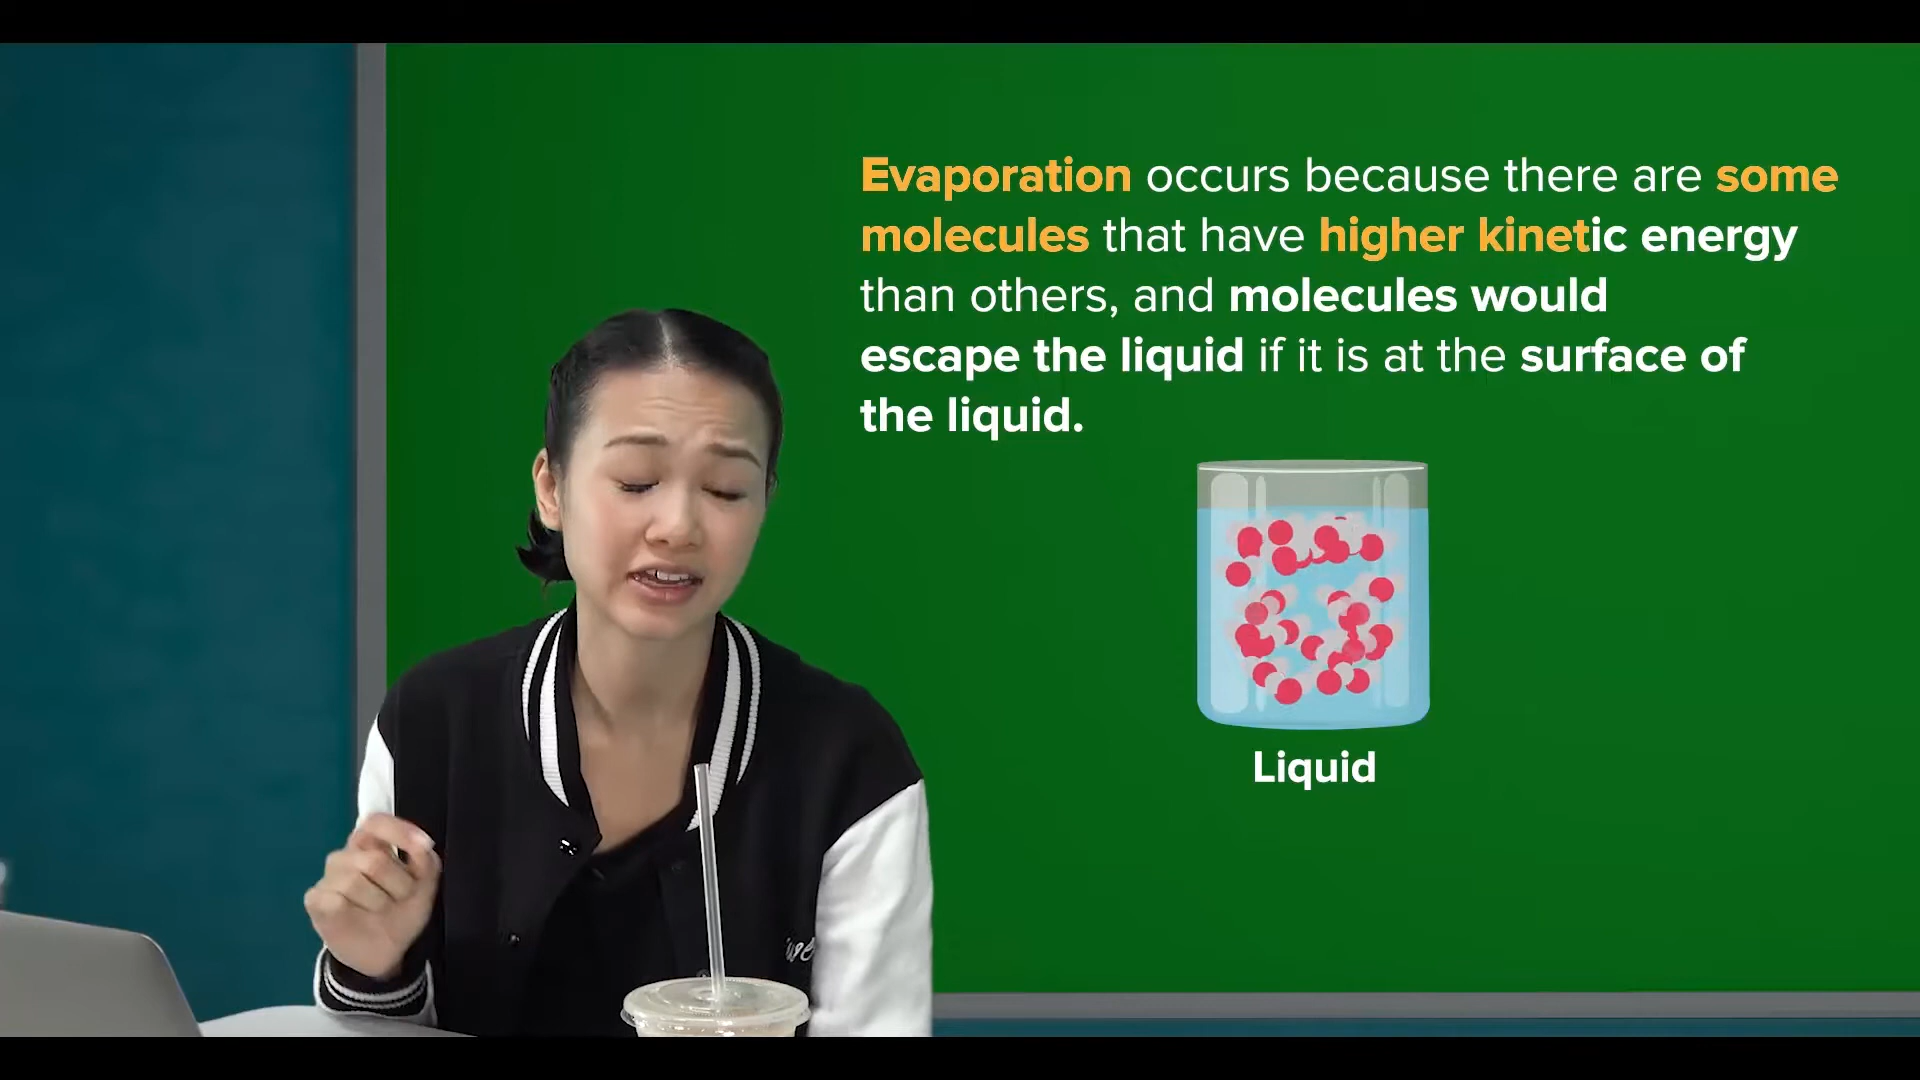 Evaporation occurs because there are some
molecules that have higher kinetic energy
than others, and molecules would
escape the liquid if it is at the surface of
the liquid.
Liquid